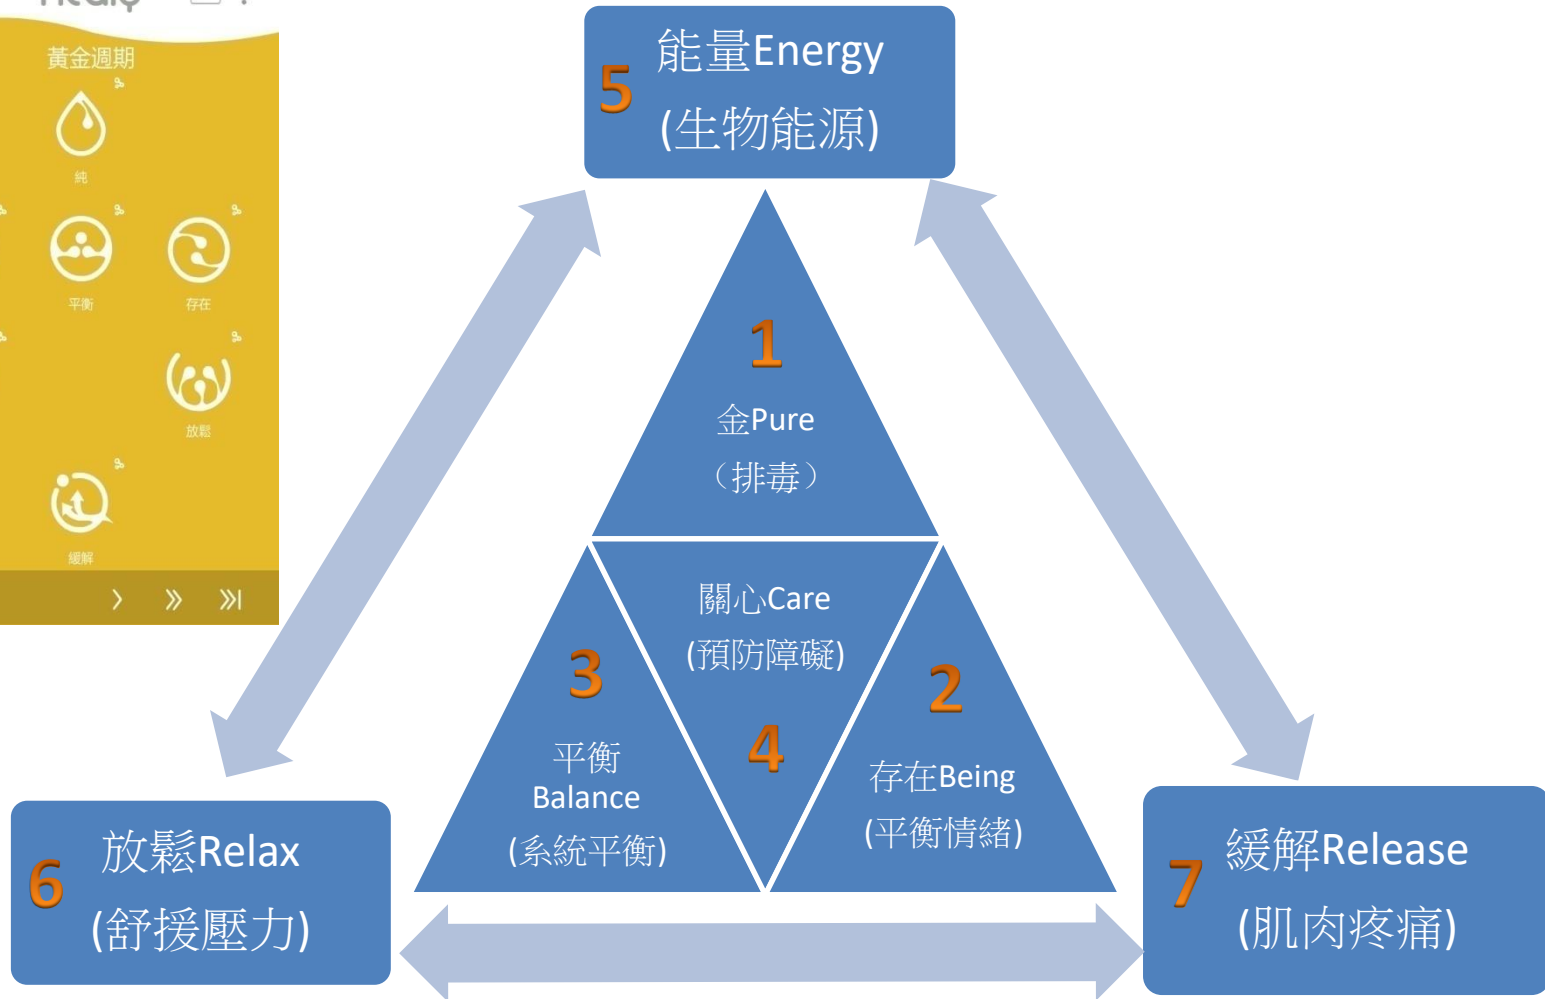 黃金週期
純
平衡 存在
放鬆
緩解
5
能量Energy
(生物能源)
1
金Pure
（排毒）
關心Care
(預防障礙)
4
3
平衡
Balance
(系統平衡)
2
存在Being
(平衡情緒)
6
放鬆Relax
(舒援壓力)
7
緩解Release
(肌肉疼痛)